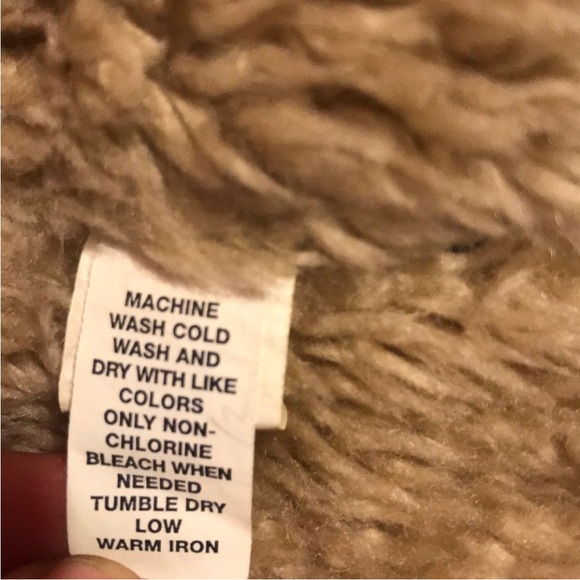 MACHINE
WASH COLD
WASH AND
DRY WITH LIKE
COLORS
ONLY NON-
CHLORINE
BLEACH WHEN
NEEDED
TUMBLE DRY
LOW
WARM IRON